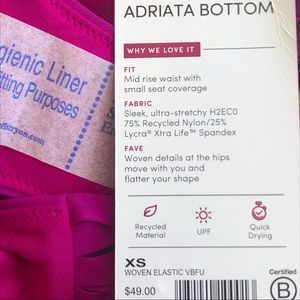 ADRIATA BOTTOM
WHY WE LOVE IT
FIT
Mid rise waist with
small seat coverage
FABRIC
Sleek, ultra-stretchy H2EC0
75% Recycled Nylon/25%
Lycra® Xtra Life™ Spandex
FAVE
Woven details at the hips
move with you and
flatter your shape
Recycled
Material
UPF
Quick
Drying
XS
WOVEN ELASTIC VBFU
$49.00
Certified
B
gienic Liner
tting Purposes